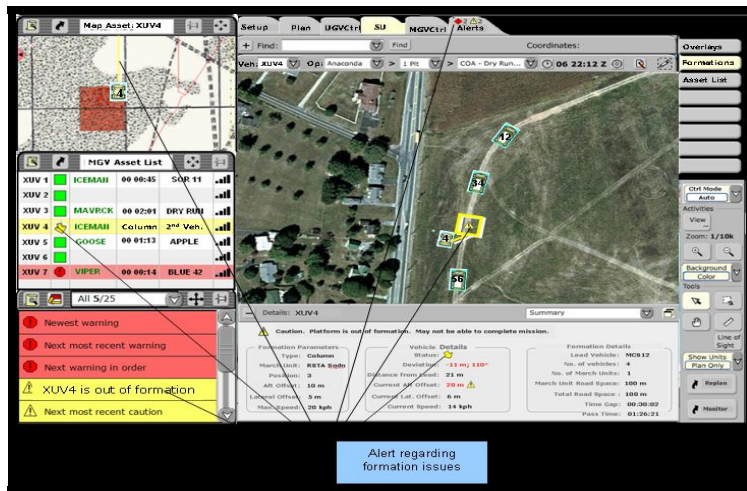 Map Asset: XUV4
4
MGV Asset List
XUV 1 ICEMAN 00 00:45 SOR 11
XUV 2
XUV 3 MAVRCK 00 02:01 DRY RUN
XUV 4 ICEMAN Column 2nd Veh.
XUV 5 GOOSE 00 01:13 APPLE
XUV 6
XUV 7 VIPER 00 00:14 BLUE 42
All 5/25
Newest warning
Next most recent warning
Next warning in order
XUV4 is out of formation
Next most recent caution
Setup Plan UGVCtrl SU MGVCtrl Alerts
2 2
+ Find: Find Coordinates:
Veh: XUV4 Op: Anaconda > 1 Plt > COA - Dry Run... 06 22:12 Z
42
34
4
56
Details: XUV4 Summary
Caution. Platform is out of formation. May not be able to complete mission.
Formation Parameters
Type: Column
March Unit: RSTA Sqdn
Position: 3
Alt Offset: 10 m
Lateral Offset: 5 m
Max Speed: 20 kph
Vehicle Details
Status:
Deviation: -11 m; 110°
Distance from Lead: 21 m
Current Alt Offset: 20 m
Current Lat. Offset: 6 m
Current Speed: 14 kph
Formation Details
Lead Vehicle: MC812
No. of vehicles: 4
No. of March Units: 1
March Unit Road Space: 100 m
Total Road Space : 100 m
Time Gap: 00:30:02
Pass Time: 01:26:21
Overlays
Formations
Asset List
Ctrl Mode
Auto
Activities
View
Zoom: 1/10k
Background
Color
Tools
Line of
Sight
Show Units
Plan Only
Replan
Monitor
Alert regarding
formation issues